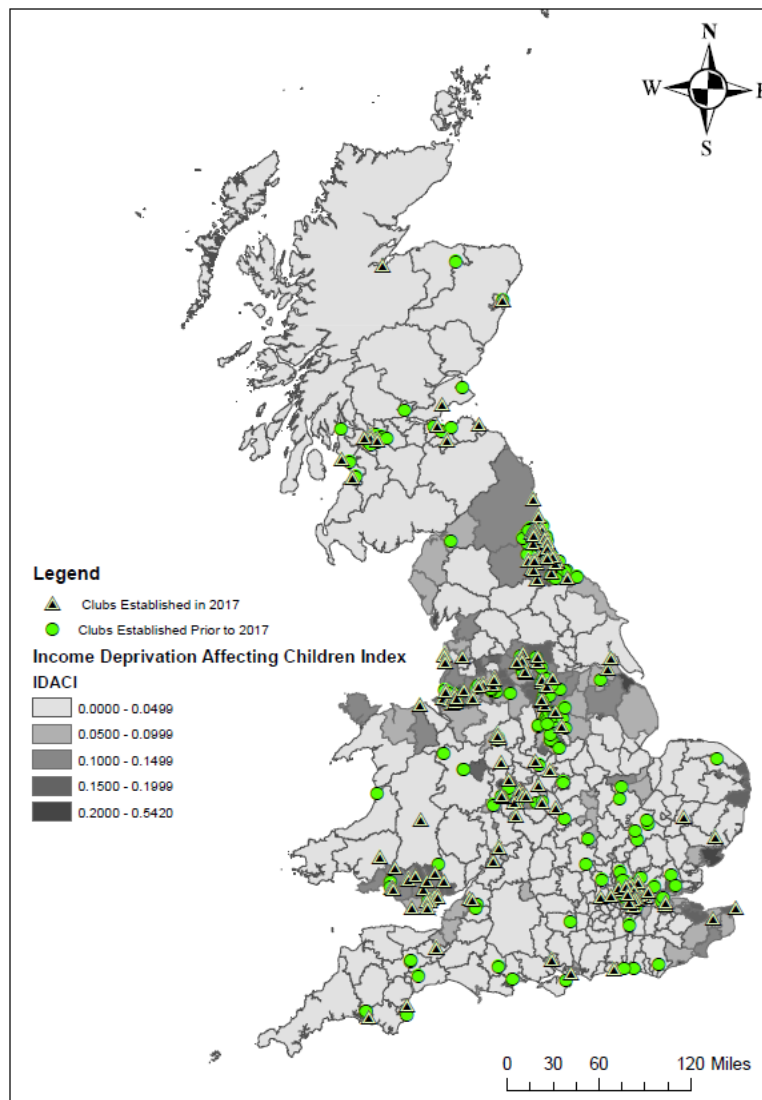 N
W
E
S
Legend
Clubs Established in 2017
Clubs Established Prior to 2017
Income Deprivation Affecting Children Index
IDACI
0.0000 - 0.0499
0.0500 - 0.0999
0.1000 - 0.1499
0.1500 - 0.1999
0.2000 - 0.5420
0 30 60 120 Miles